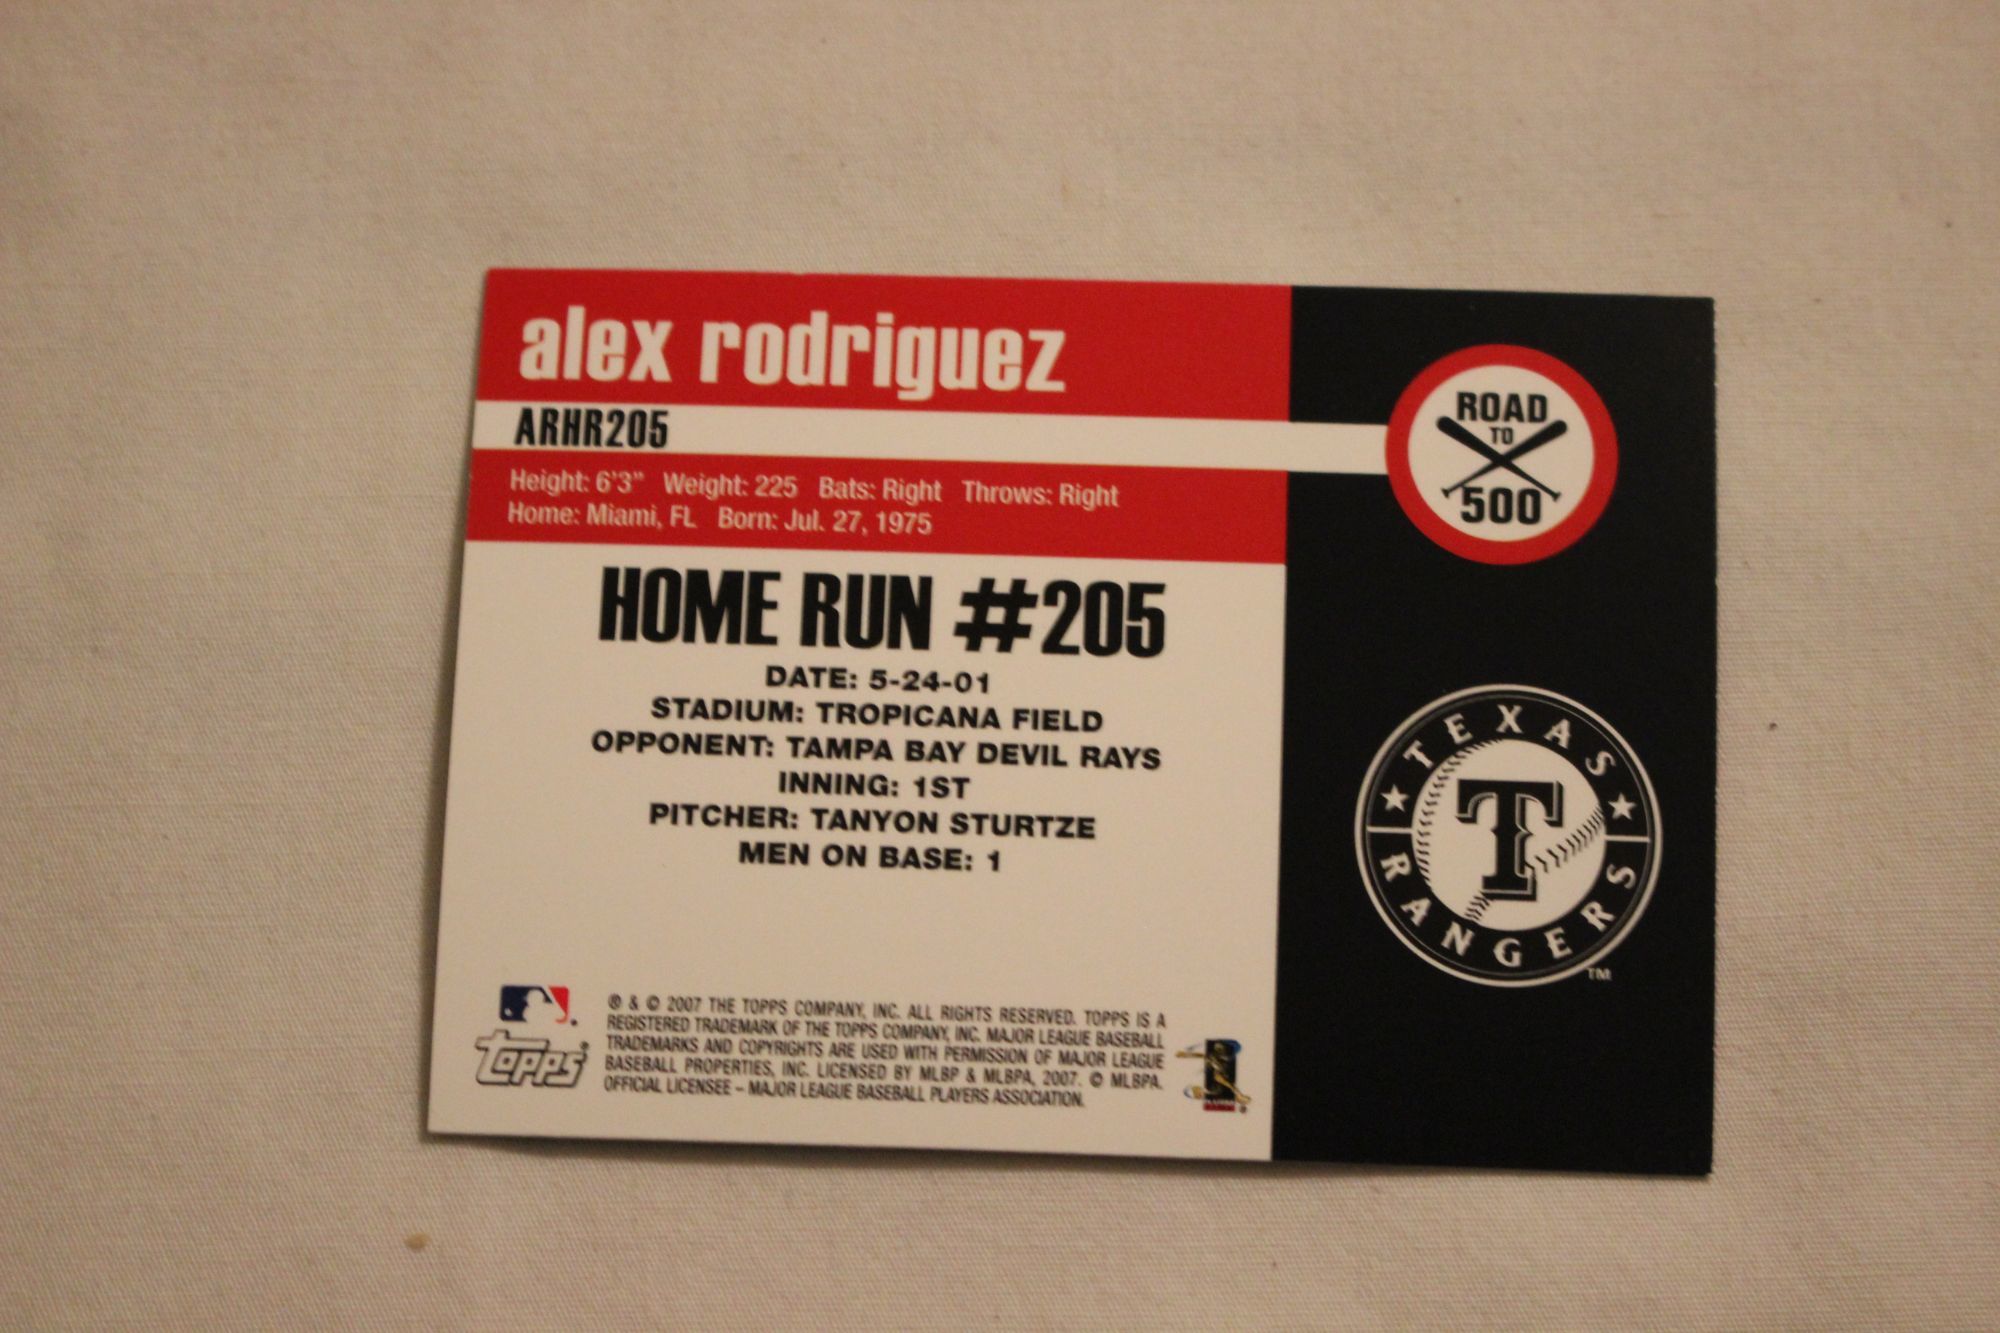 alex rodriguez
ARHR205
Height: 6'3" Weight: 225 Bats: Right Throws: Right
Home: Miami, FL Born: Jul. 27, 1975
ROAD
TO
500
HOME RUN #205
DATE: 5-24-01
STADIUM: TROPICANA FIELD
OPPONENT: TAMPA BAY DEVIL RAYS
INNING: 1ST
PITCHER: TANYON STURTZE
MEN ON BASE: 1
TEXAS
T
RANGERS
TM
topps®
® & © 2007 THE TOPPS COMPANY, INC. ALL RIGHTS RESERVED. TOPPS IS A
REGISTERED TRADEMARK OF THE TOPPS COMPANY, INC. MAJOR LEAGUE BASEBALL
TRADEMARKS AND COPYRIGHTS ARE USED WITH PERMISSION OF MAJOR LEAGUE
BASEBALL PROPERTIES, INC. LICENSED BY MLBP & MLBPA, 2007. © MLBPA.
OFFICIAL LICENSEE – MAJOR LEAGUE BASEBALL PLAYERS ASSOCIATION.